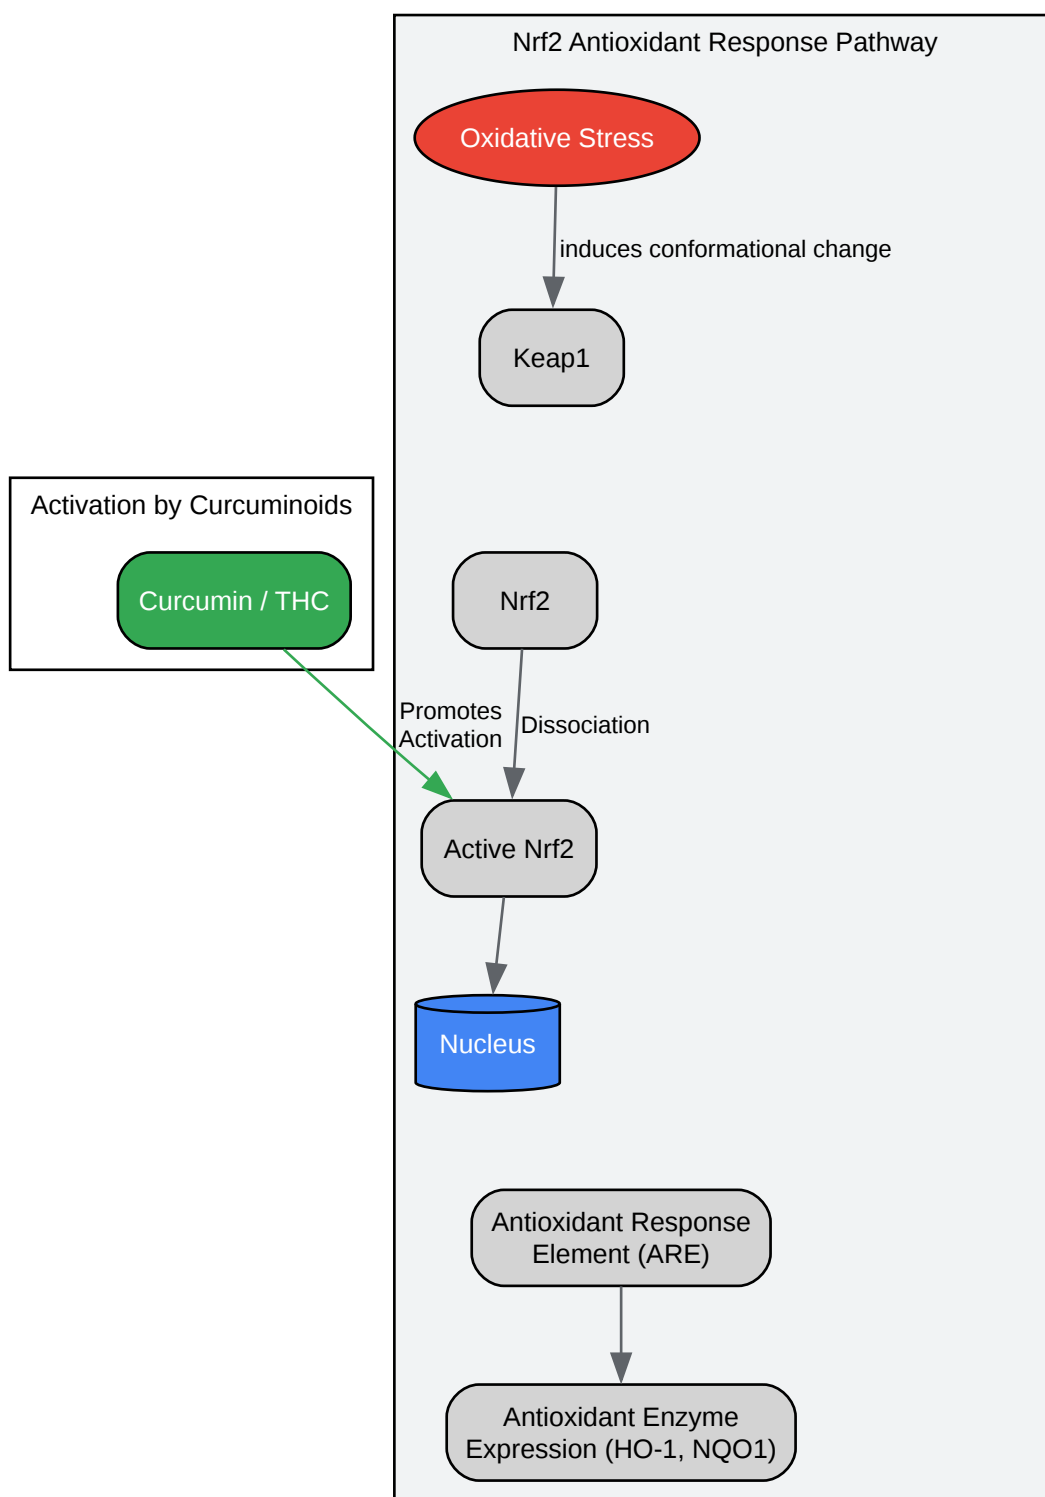 Nrf2 Antioxidant Response Pathway
Oxidative Stress
induces conformational change
Keap1
Activation by Curcuminoids
Curcumin / THC
Nrf2
Promotes
Activation
Dissociation
Active Nrf2
Nucleus
Antioxidant Response
Element (ARE)
Antioxidant Enzyme
Expression (HO-1, NQO1)